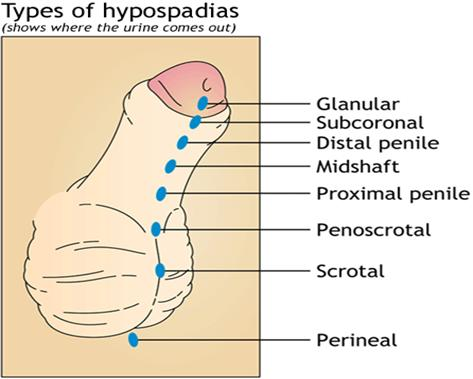 Types of hypospadias
(shows where the urine comes out)
Glanular
Subcoronal
Distal penile
Midshaft
Proximal penile
Penoscrotal
Scrotal
Perineal